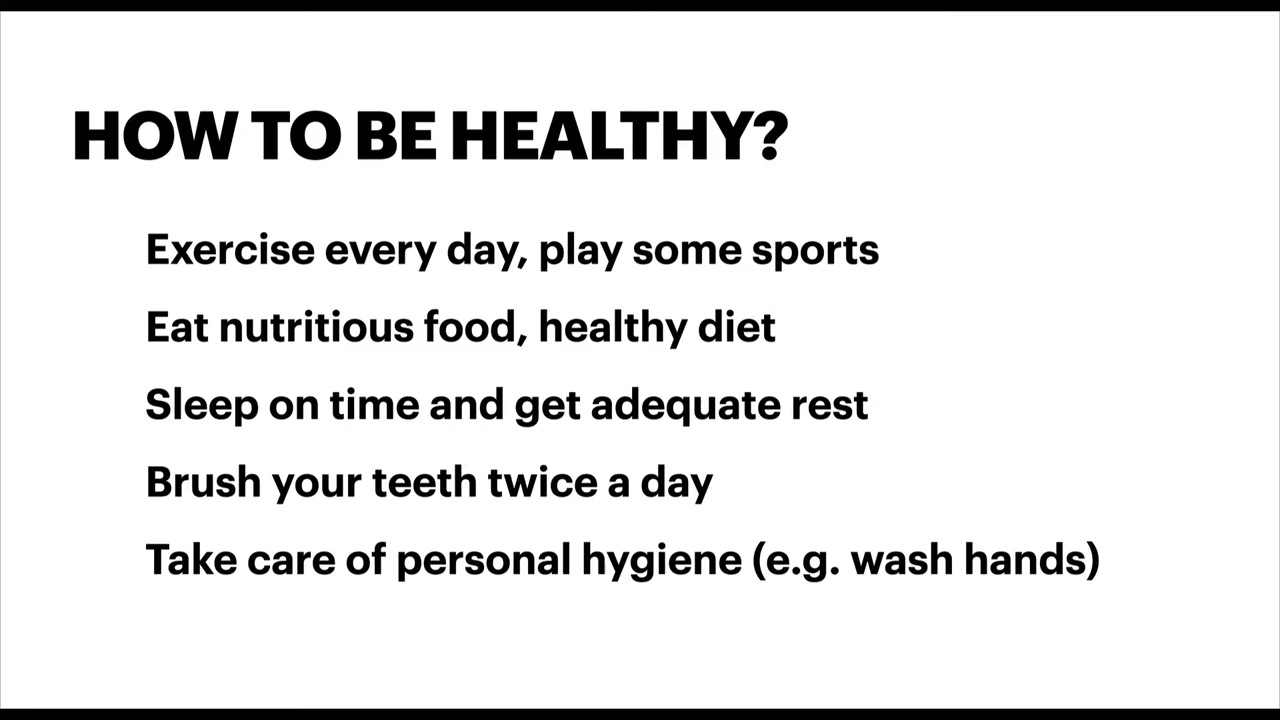 HOW TO BE HEALTHY?
Exercise every day, play some sports
Eat nutritious food, healthy diet
Sleep on time and get adequate rest
Brush your teeth twice a day
Take care of personal hygiene (e.g. wash hands)